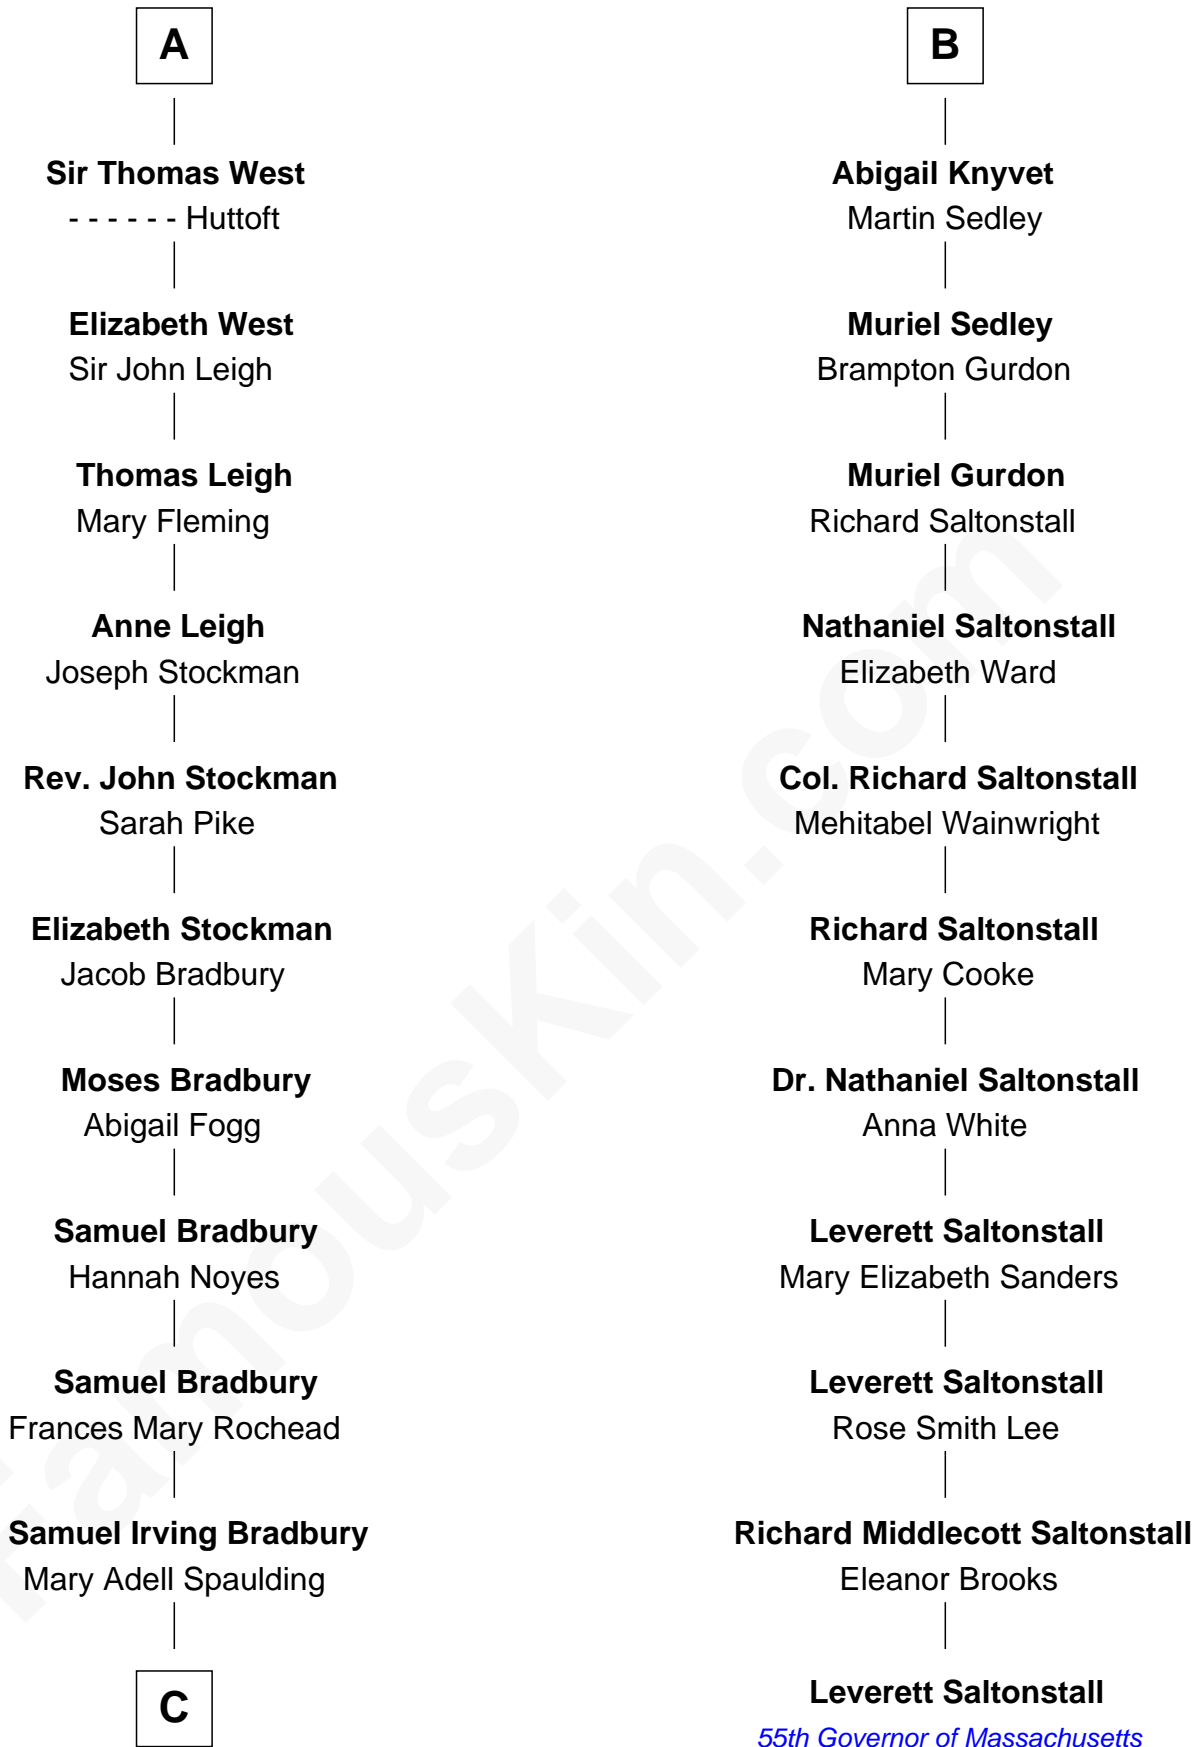 A
Sir Thomas West
- - - - - - Huttoft
Elizabeth West
Sir John Leigh
Thomas Leigh
Mary Fleming
Anne Leigh
Joseph Stockman
Rev. John Stockman
Sarah Pike
Elizabeth Stockman
Jacob Bradbury
Moses Bradbury
Abigail Fogg
Samuel Bradbury
Hannah Noyes
Samuel Bradbury
Frances Mary Rochead
Samuel Irving Bradbury
Mary Adell Spaulding
C
B
Abigail Knyvet
Martin Sedley
Muriel Sedley
Brampton Gurdon
Muriel Gurdon
Richard Saltonstall
Nathaniel Saltonstall
Elizabeth Ward
Col. Richard Saltonstall
Mehitabel Wainwright
Richard Saltonstall
Mary Cooke
Dr. Nathaniel Saltonstall
Anna White
Leverett Saltonstall
Mary Elizabeth Sanders
Leverett Saltonstall
Rose Smith Lee
Richard Middlecott Saltonstall
Eleanor Brooks
Leverett Saltonstall
55th Governor of Massachusetts
FamousKin.com